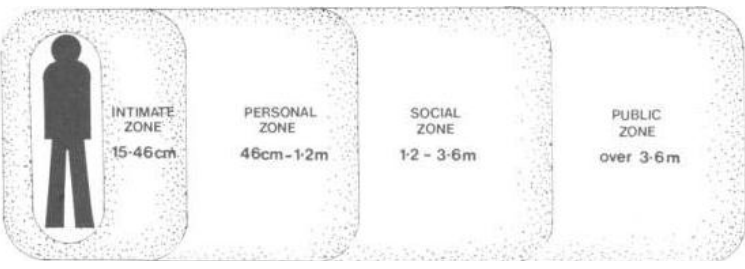 INTIMATE
ZONE
15·46cm
PERSONAL
ZONE
46cm-1·2m
SOCIAL
ZONE
1·2 - 3·6m
PUBLIC
ZONE
over 3·6m